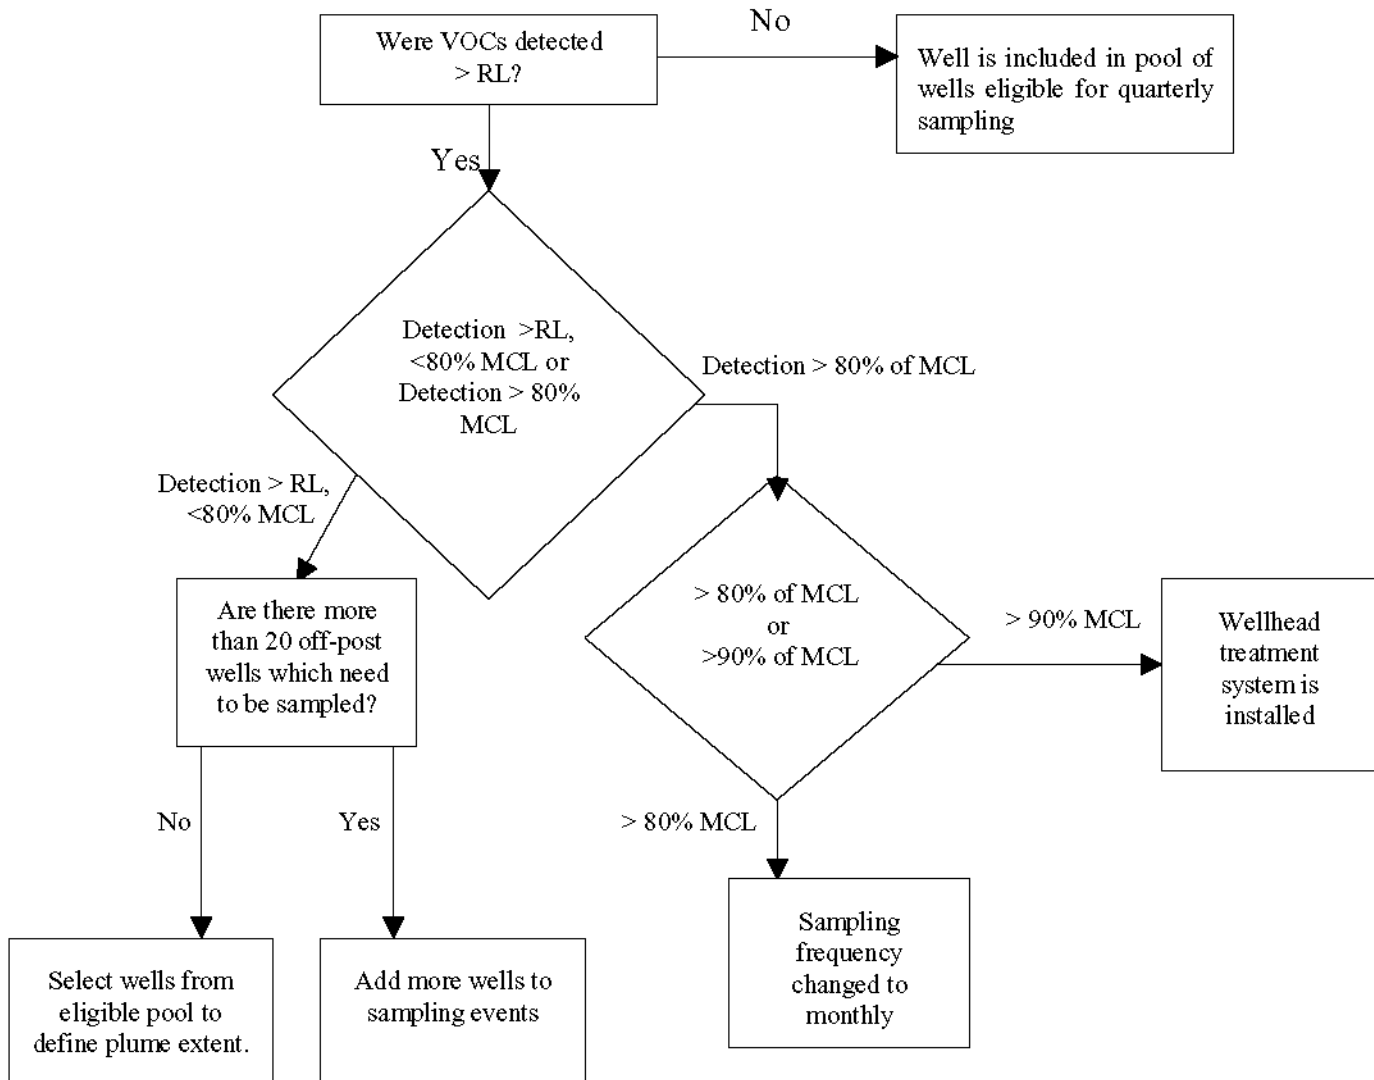 Were VOCs detected
> RL?
No
Well is included in pool of
wells eligible for quarterly
sampling
Yes
Detection >RL,
<80% MCL or
Detection > 80%
MCL
Detection > 80% of MCL
Detection > RL,
<80% MCL
Are there more
than 20 off-post
wells which need
to be sampled?
> 80% of MCL
or
>90% of MCL
> 90% MCL
Wellhead
treatment
system is
installed
No
Yes
> 80% MCL
Select wells from
eligible pool to
define plume extent.
Add more wells to
sampling events
Sampling
frequency
changed to
monthly